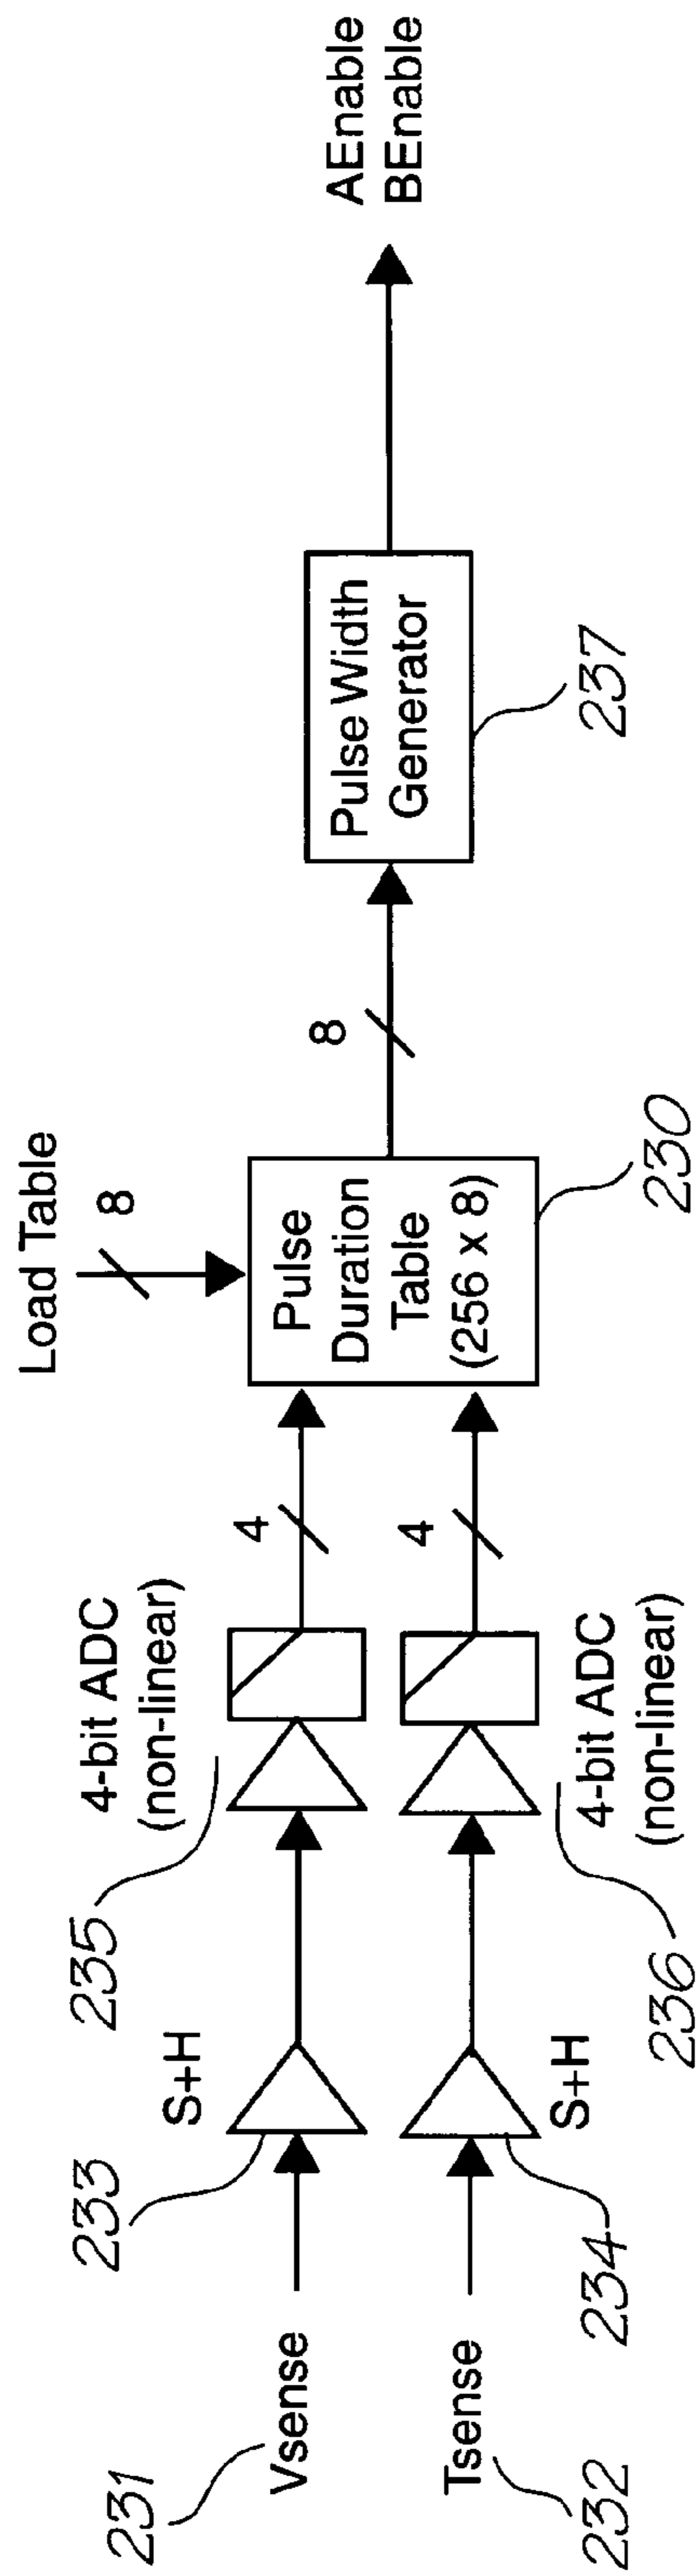 Load Table
8
231
Vsense
233
S+H
235
4-bit ADC
(non-linear)
4
Pulse
Duration
Table
(256 x 8)
230
8
Pulse Width
Generator
237
AEnable
BEnable
232
Tsense
234
S+H
236
4-bit ADC
(non-linear)
4